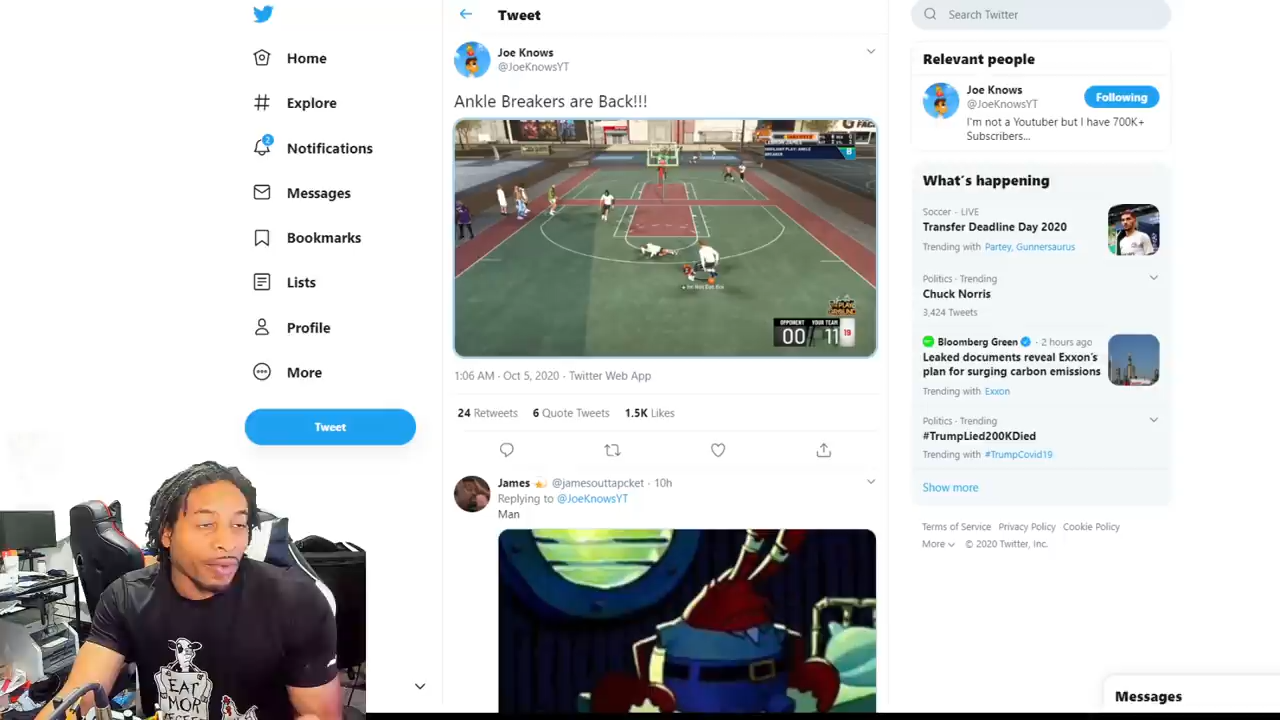 Home
Explore
2
Notifications
Messages
Bookmarks
Lists
Profile
More
Tweet
Tweet
Joe Knows
@JoeKnowsYT
Ankle Breakers are Back!!!
OPPONENT YOUR TEAM
00 11 19
1:06 AM · Oct 5, 2020 · Twitter Web App
24 Retweets 6 Quote Tweets 1.5K Likes
James @jamesouttapcket · 10h
Replying to @JoeKnowsYT
Man
Search Twitter
Relevant people
Joe Knows
@JoeKnowsYT
Following
I'm not a Youtuber but I have 700K+
Subscribers...
What's happening
Soccer · LIVE
Transfer Deadline Day 2020
Trending with Partey, Gunnersaurus
Politics · Trending
Chuck Norris
3,424 Tweets
Bloomberg Green · 2 hours ago
Leaked documents reveal Exxon's
plan for surging carbon emissions
Trending with Exxon
Politics · Trending
#TrumpLied200KDied
Trending with #TrumpCovid19
Show more
Terms of Service Privacy Policy Cookie Policy
More © 2020 Twitter, Inc.
Messages
EAT
MOR